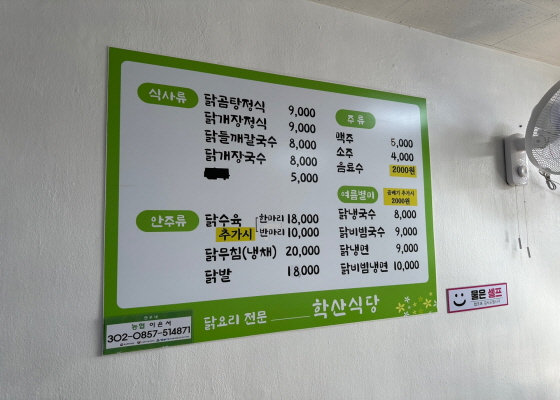 식사류
닭곰탕정식 9,000
닭개장정식 9,000
닭들깨칼국수 8,000
닭개장국수 8,000
5,000
안주류
닭수육 한마리 18,000
추가시 반마리 10,000
닭무침(냉채) 20,000
닭발 18,000
주류
맥주 5,000
소주 4,000
음료수 2000원
여름별미 곱빼기 추가시 2000원
닭냉국수 8,000
닭비빔국수 9,000
닭냉면 9,000
닭비빔냉면 10,000
닭요리 전문 학산식당
농협 이은서
302-0857-514871
물은 셀프